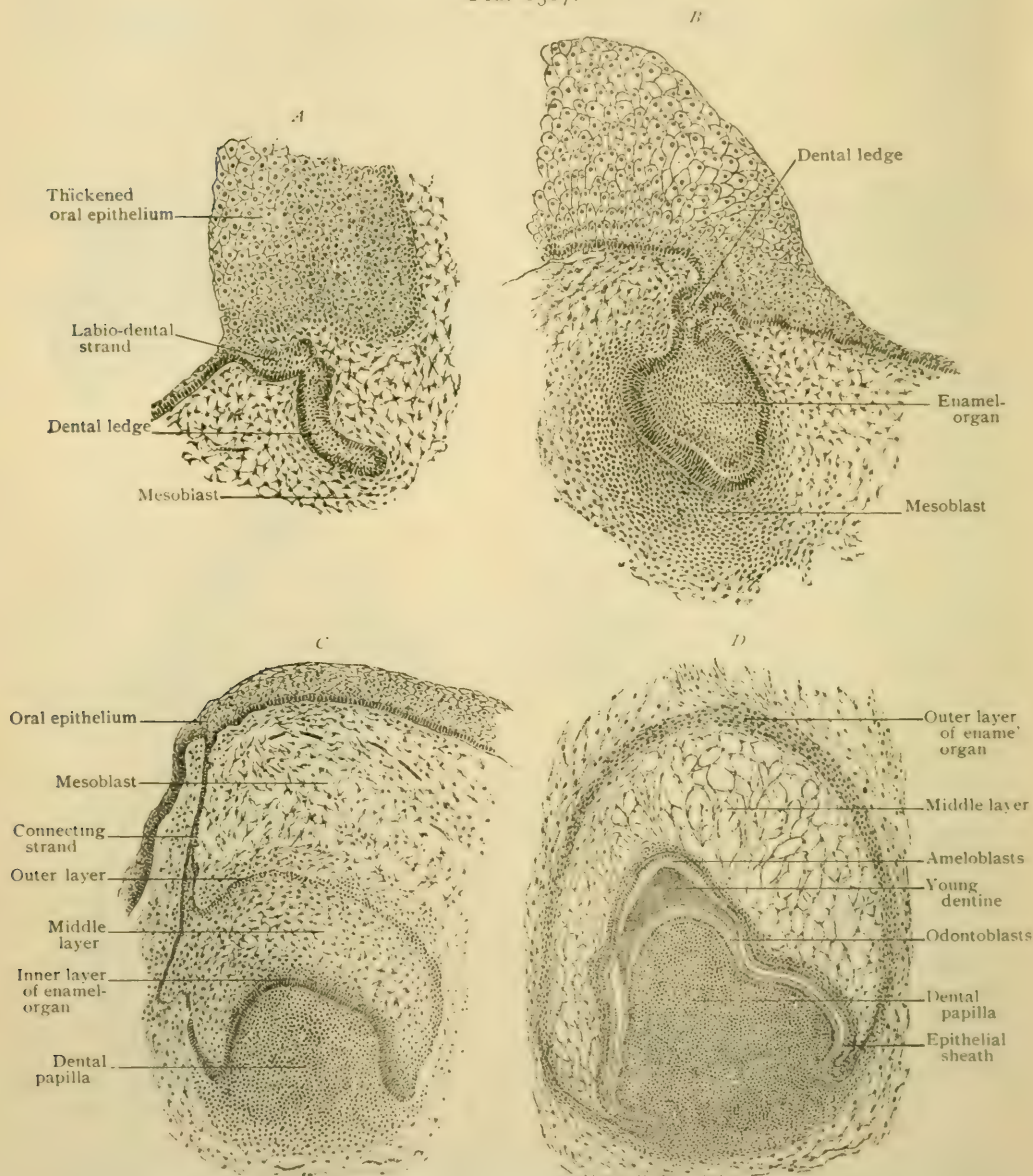 B
A
Thickened
oral epithelium
Labio-dental
strand
Dental ledge
Mesoblast
Dental ledge
Enamel-
organ
Mesoblast
C
Oral epithelium
Mesoblast
Connecting
strand
Outer layer
Middle
layer
Inner layer
of enamel-
organ
Dental
papilla
D
Outer layer
of ename'
organ
Middle layer
Ameloblasts
Young
dentine
Odontoblasts
Dental
papilla
Epithelial
sheath